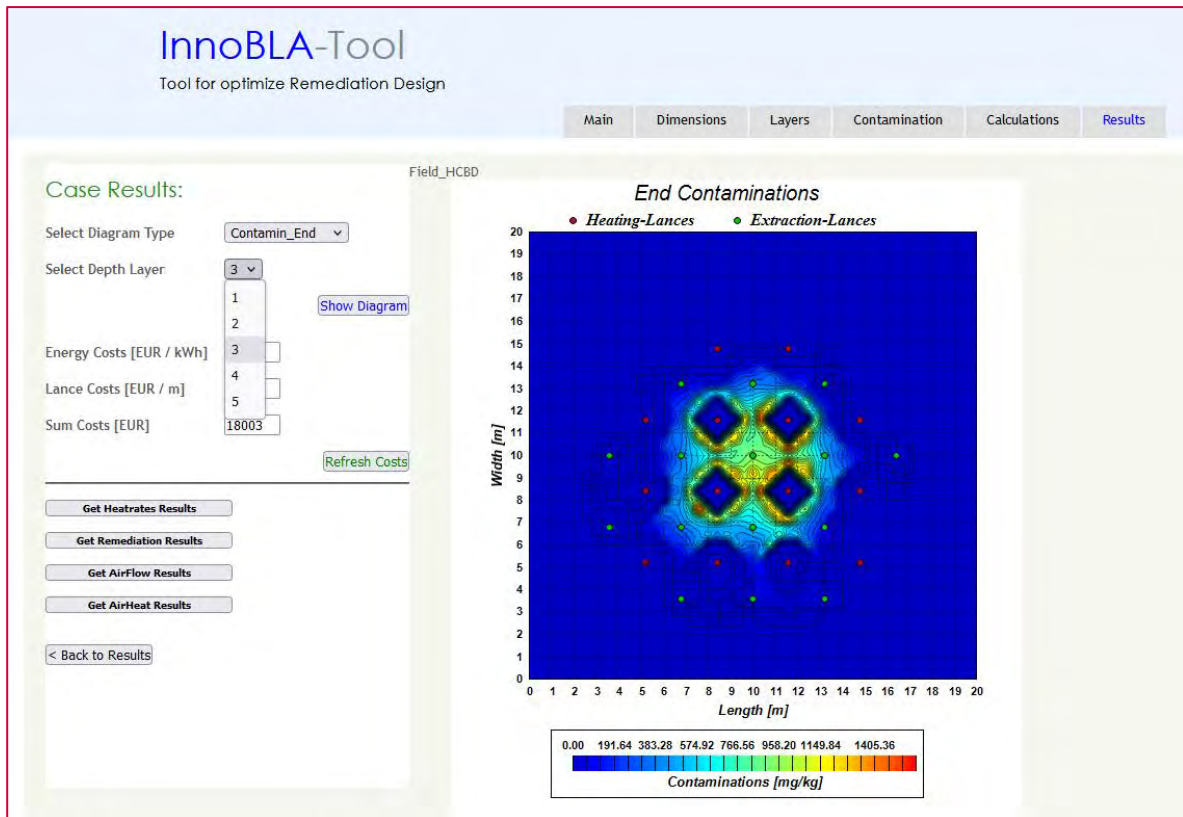 InnoBLA-Tool
Tool for optimize Remediation Design
Main Dimensions Layers Contamination Calculations Results
Case Results:
Select Diagram Type Contamin_End
Select Depth Layer 3
1
2
3
4
5
Show Diagram
Energy Costs [EUR / kWh]
Lance Costs [EUR / m]
Sum Costs [EUR] 18003
Refresh Costs
Get Heatrates Results
Get Remediation Results
Get AirFlow Results
Get AirHeat Results
< Back to Results
Field_HCBD
End Contaminations
Heating-Lances Extraction-Lances
20
19
18
17
16
15
14
13
12
11
10
9
8
7
6
5
4
3
2
1
0
Width [m]
0 1 2 3 4 5 6 7 8 9 10 11 12 13 14 15 16 17 18 19 20
Length [m]
0.00 191.64 383.28 574.92 766.56 958.20 1149.84 1405.36
Contaminations [mg/kg]